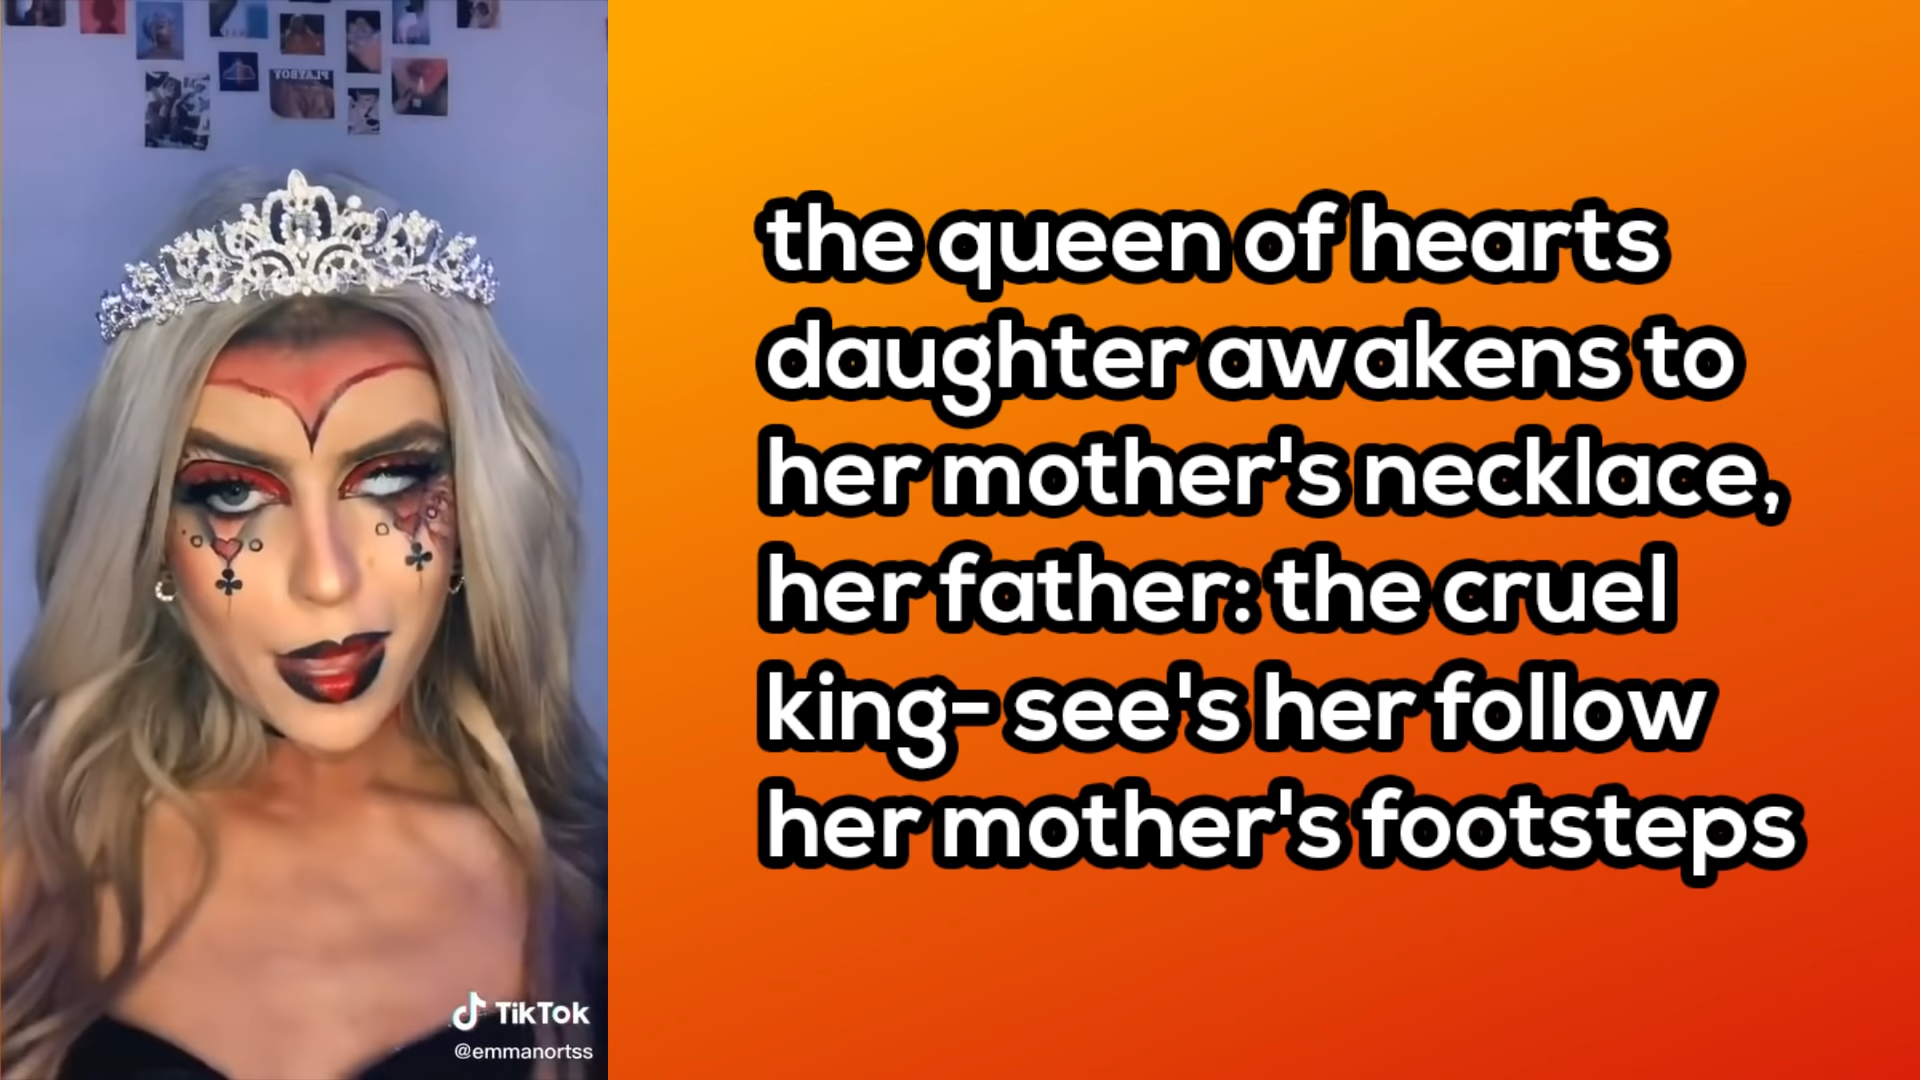 PLAYBOY
the queen of hearts
daughter awakens to
her mother's necklace,
her father: the cruel
king- see's her follow
her mother's footsteps
TikTok
@emmanortss